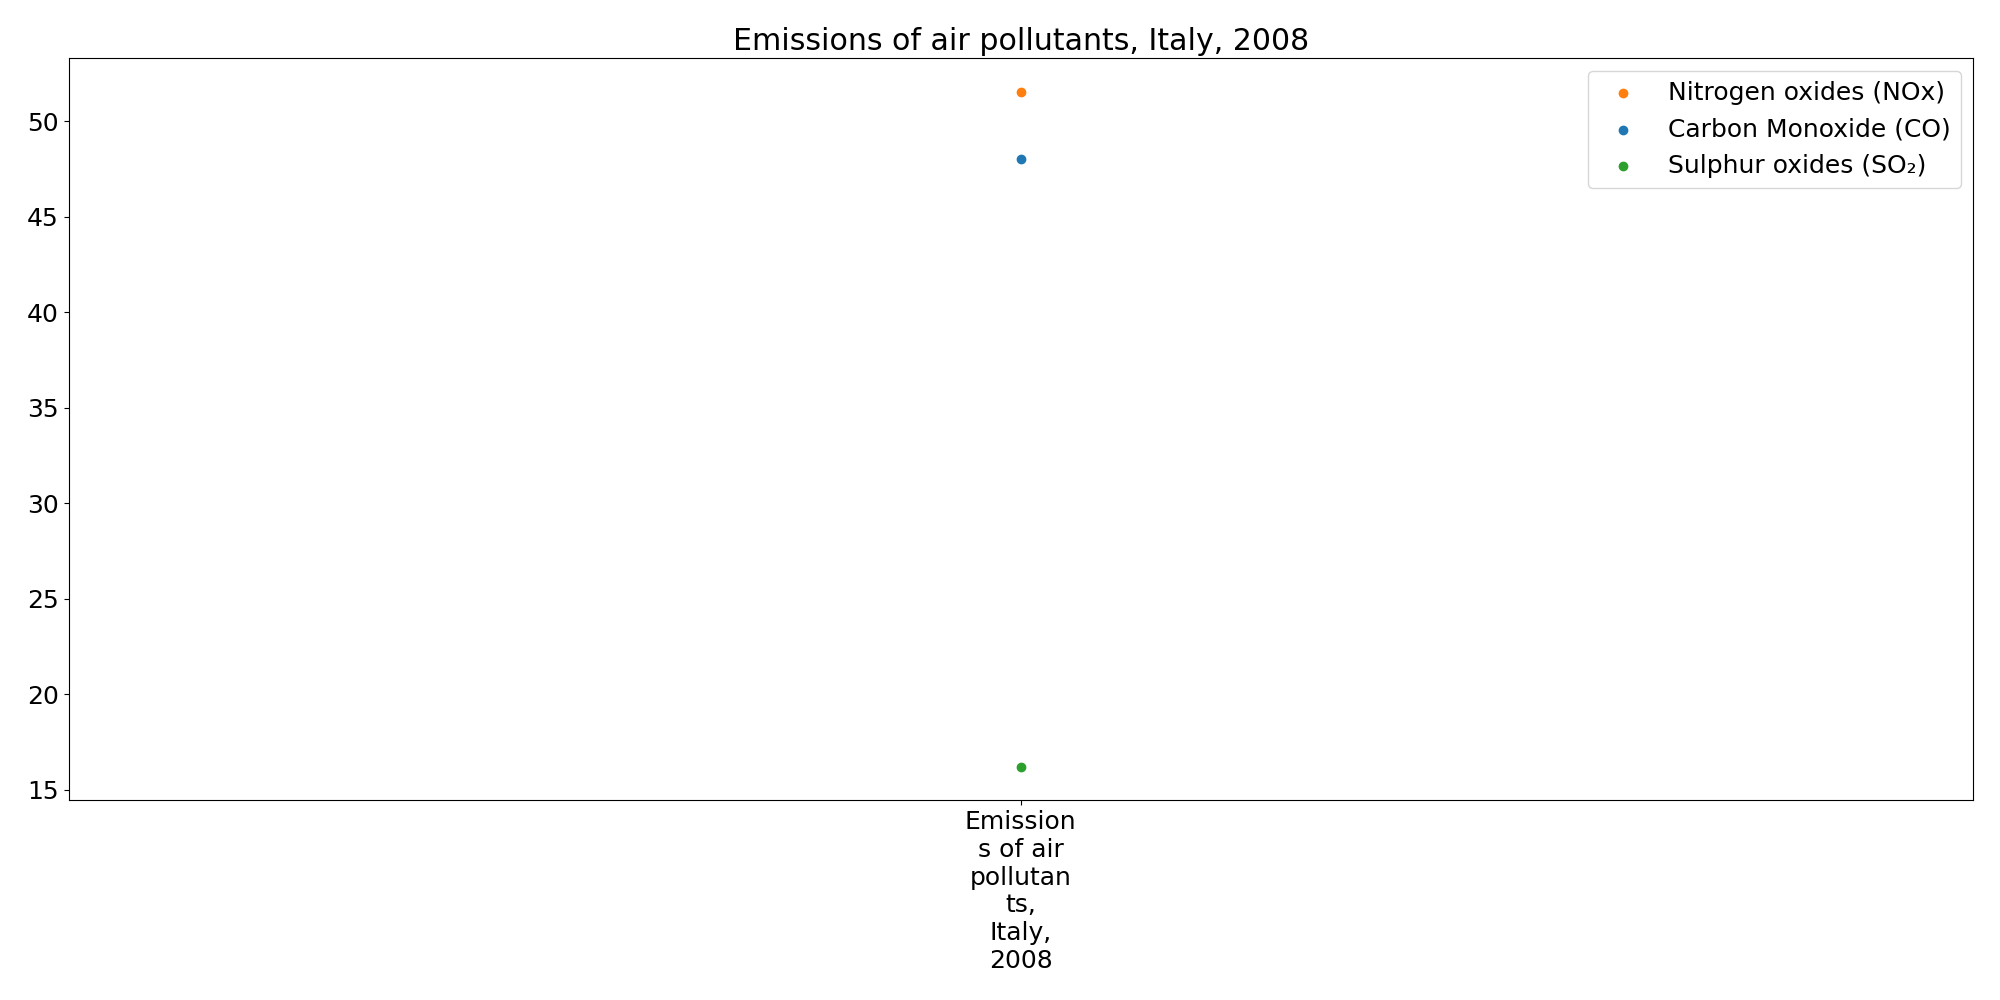 Emissions of air pollutants, Italy, 2008
Nitrogen oxides (NOx)
Carbon Monoxide (CO)
Sulphur oxides (SO₂)
50
45
40
35
30
25
20
15
Emission
s of air
pollutan
ts,
Italy,
2008